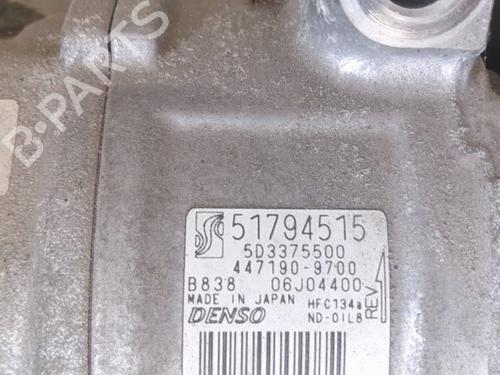 B-PARTS
51794515
5D3375500
447190-9700
B838 06J04400
MADE IN JAPAN HFC134a
DENSO ND-OIL8
REV